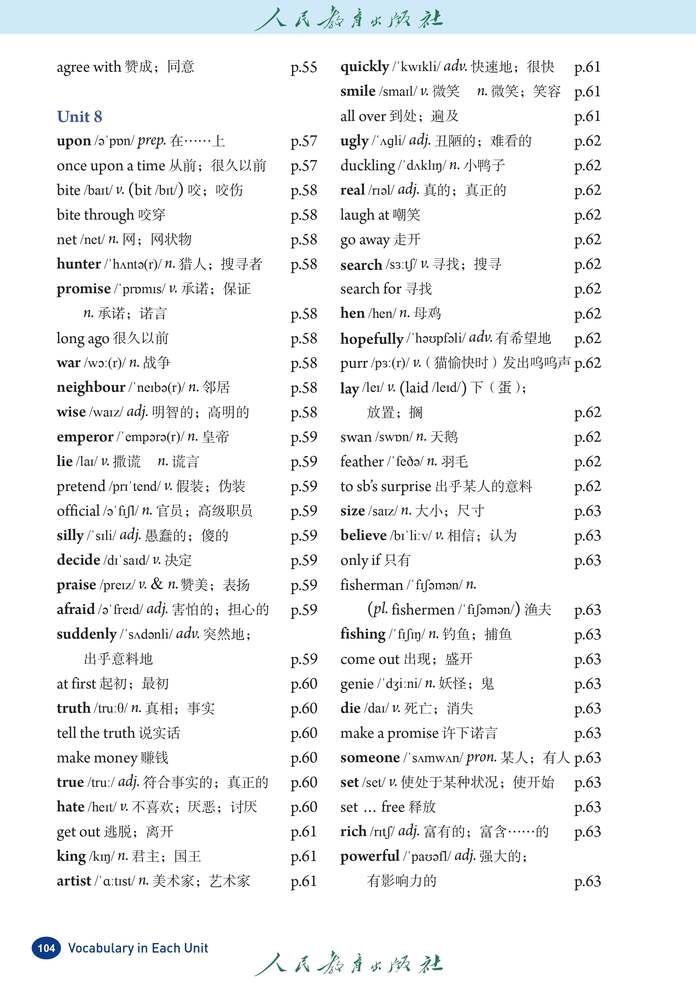 人民教育出版社
agree with 赞成；同意 p.55
Unit 8
upon /əˈpɒn/ prep. 在……上 p.57
once upon a time 从前；很久以前 p.57
bite /baɪt/ v. (bit /bɪt/) 咬；咬伤 p.58
bite through 咬穿 p.58
net /net/ n. 网；网状物 p.58
hunter /ˈhʌntə(r)/ n. 猎人；搜寻者 p.58
promise /ˈprɒmɪs/ v. 承诺；保证
n. 承诺；诺言 p.58
long ago 很久以前 p.58
war /wɔː(r)/ n. 战争 p.58
neighbour /ˈneɪbə(r)/ n. 邻居 p.58
wise /waɪz/ adj. 明智的；高明的 p.58
emperor /ˈempərə(r)/ n. 皇帝 p.59
lie /laɪ/ v. 撒谎 n. 谎言 p.59
pretend /prɪˈtend/ v. 假装；伪装 p.59
official /əˈfɪʃl/ n. 官员；高级职员 p.59
silly /ˈsɪli/ adj. 愚蠢的；傻的 p.59
decide /dɪˈsaɪd/ v. 决定 p.59
praise /preɪz/ v. & n. 赞美；表扬 p.59
afraid /əˈfreɪd/ adj. 害怕的；担心的 p.59
suddenly /ˈsʌdənli/ adv. 突然地；
出乎意料地 p.59
at first 起初；最初 p.60
truth /truːθ/ n. 真相；事实 p.60
tell the truth 说实话 p.60
make money 赚钱 p.60
true /truː/ adj. 符合事实的；真正的 p.60
hate /heɪt/ v. 不喜欢；厌恶；讨厌 p.60
get out 逃脱；离开 p.61
king /kɪŋ/ n. 君主；国王 p.61
artist /ˈɑːtɪst/ n. 美术家；艺术家 p.61
quickly /ˈkwɪkli/ adv. 快速地；很快 p.61
smile /smaɪl/ v. 微笑 n. 微笑；笑容 p.61
all over 到处；遍及 p.61
ugly /ˈʌɡli/ adj. 丑陋的；难看的 p.62
duckling /ˈdʌklɪŋ/ n. 小鸭子 p.62
real /rɪəl/ adj. 真的；真正的 p.62
laugh at 嘲笑 p.62
go away 走开 p.62
search /sɜːtʃ/ v. 寻找；搜寻 p.62
search for 寻找 p.62
hen /hen/ n. 母鸡 p.62
hopefully /ˈhəʊpfəli/ adv. 有希望地 p.62
purr /pɜː(r)/ v.（猫愉快时）发出呜呜声 p.62
lay /leɪ/ v. (laid /leɪd/) 下（蛋）；
放置；搁 p.62
swan /swɒn/ n. 天鹅 p.62
feather /ˈfeðə/ n. 羽毛 p.62
to sb's surprise 出乎某人的意料 p.62
size /saɪz/ n. 大小；尺寸 p.63
believe /bɪˈliːv/ v. 相信；认为 p.63
only if 只有 p.63
fisherman /ˈfɪʃəmən/ n.
(pl. fishermen /ˈfɪʃəmən/) 渔夫 p.63
fishing /ˈfɪʃɪŋ/ n. 钓鱼；捕鱼 p.63
come out 出现；盛开 p.63
genie /ˈdʒiːni/ n. 妖怪；鬼 p.63
die /daɪ/ v. 死亡；消失 p.63
make a promise 许下诺言 p.63
someone /ˈsʌmwʌn/ pron. 某人；有人 p.63
set /set/ v. 使处于某种状况；使开始 p.63
set … free 释放 p.63
rich /rɪtʃ/ adj. 富有的；富含……的 p.63
powerful /ˈpaʊəfl/ adj. 强大的；
有影响力的 p.63
104 Vocabulary in Each Unit
人民教育出版社